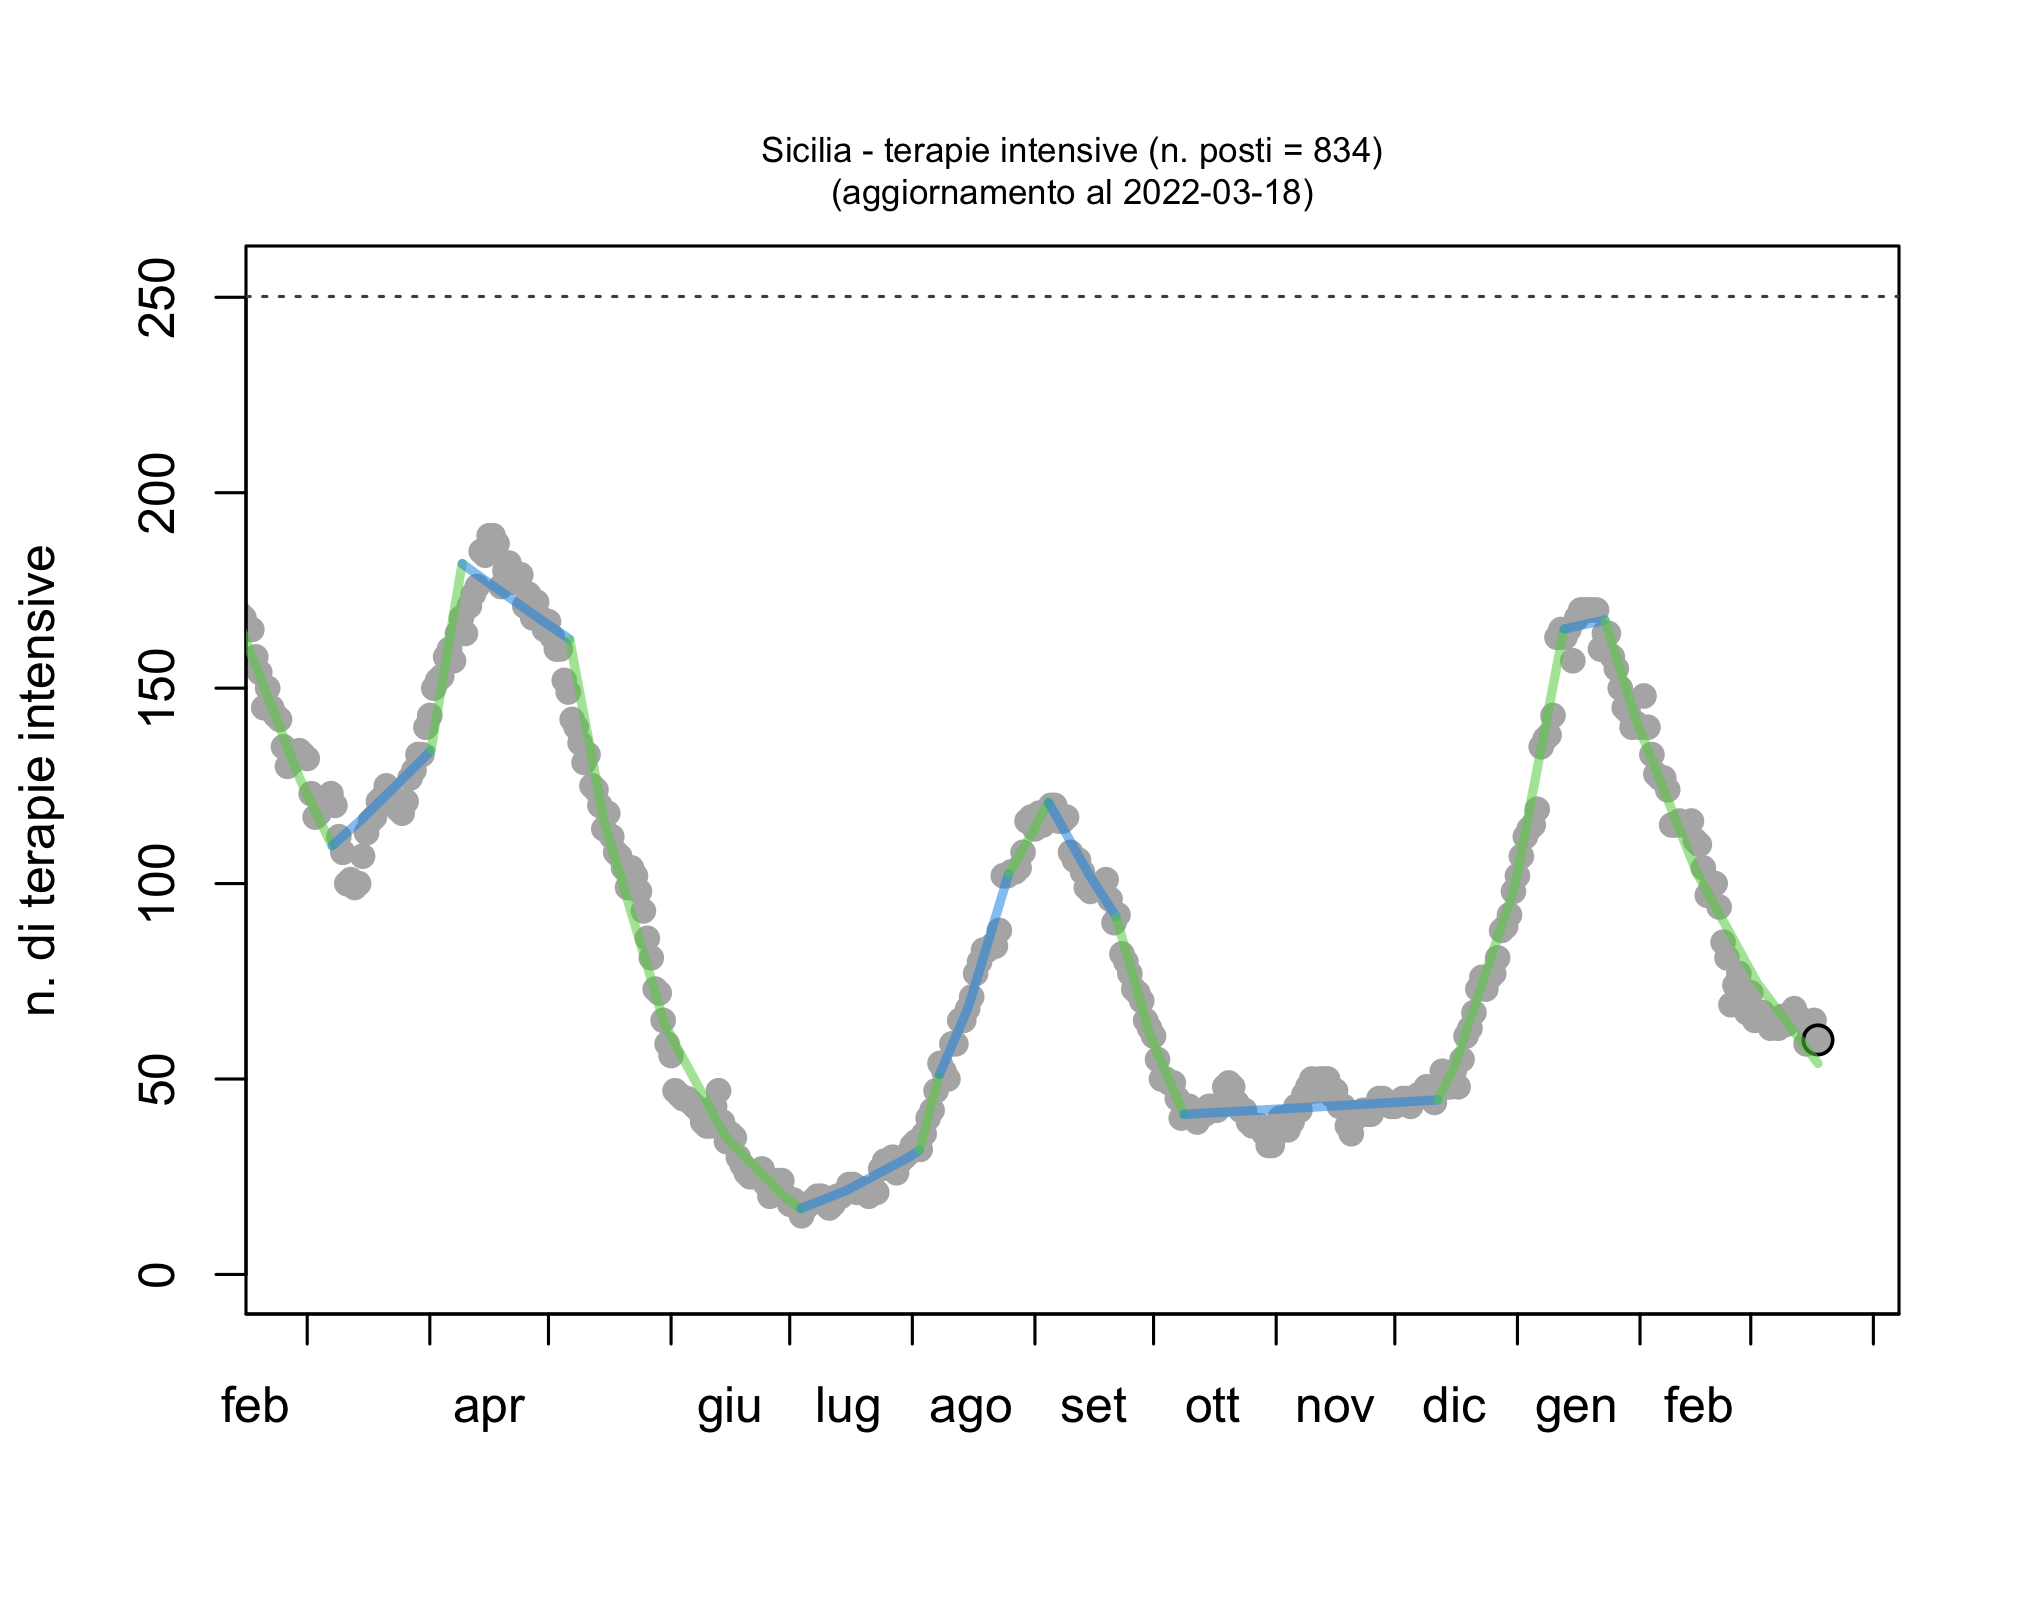 Sicilia - terapie intensive (n. posti = 834)
(aggiornamento al 2022-03-18)
n. di terapie intensive
250
200
150
100
50
0
feb apr giu lug ago set ott nov dic gen feb